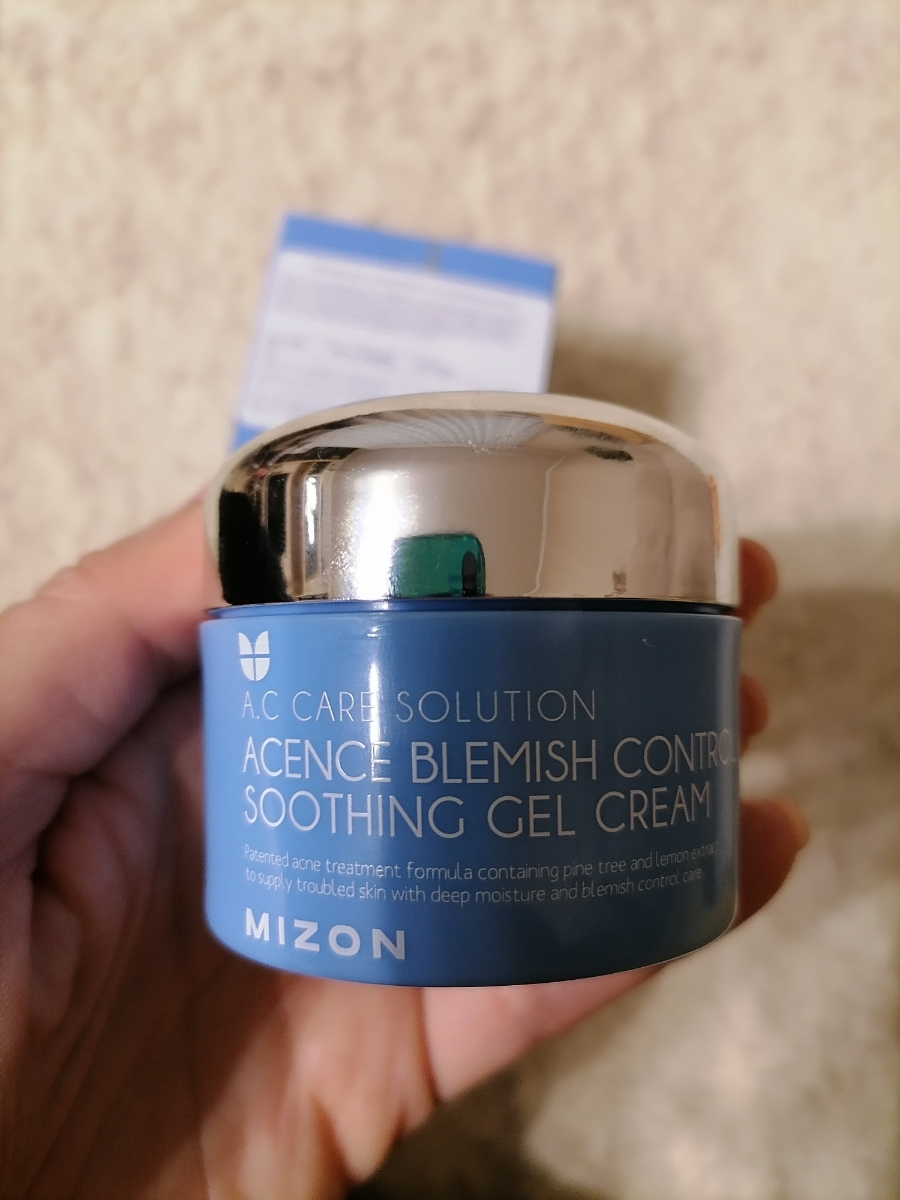 A.C CARE SOLUTION
ACENCE BLEMISH CONTROL
SOOTHING GEL CREAM
Patented acne treatment formula containing pine tree and lemon extract
to supply troubled skin with deep moisture and blemish control care
MIZON